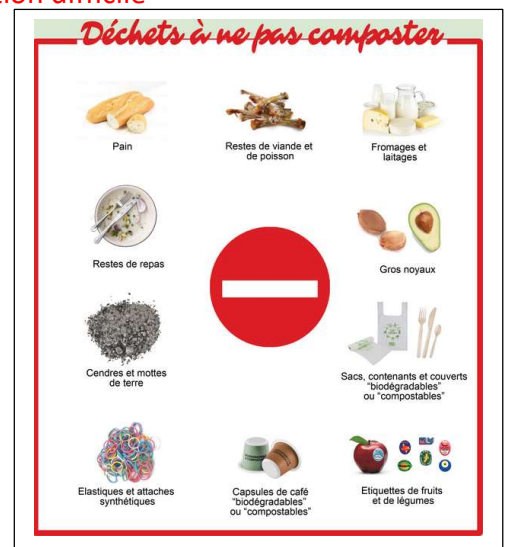 Déchets à ne pas composter
Pain
Restes de viande et
de poisson
Fromages et
laitages
Restes de repas
Gros noyaux
Cendres et mottes
de terre
Sacs, contenants et couverts
"biodégradables"
ou "compostables"
Elastiques et attaches
synthétiques
Capsules de café
"biodégradables"
ou "compostables"
Etiquettes de fruits
et de légumes